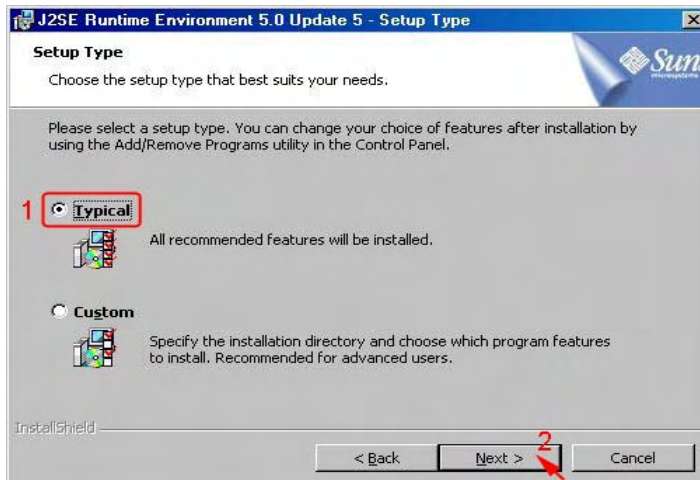 J2SE Runtime Environment 5.0 Update 5 - Setup Type
Setup Type
Choose the setup type that best suits your needs.
Sun
microsystems
Please select a setup type. You can change your choice of features after installation by
using the Add/Remove Programs utility in the Control Panel.
1
Typical
All recommended features will be installed.
Custom
Specify the installation directory and choose which program features
to install. Recommended for advanced users.
InstallShield
2
< Back
Next >
Cancel